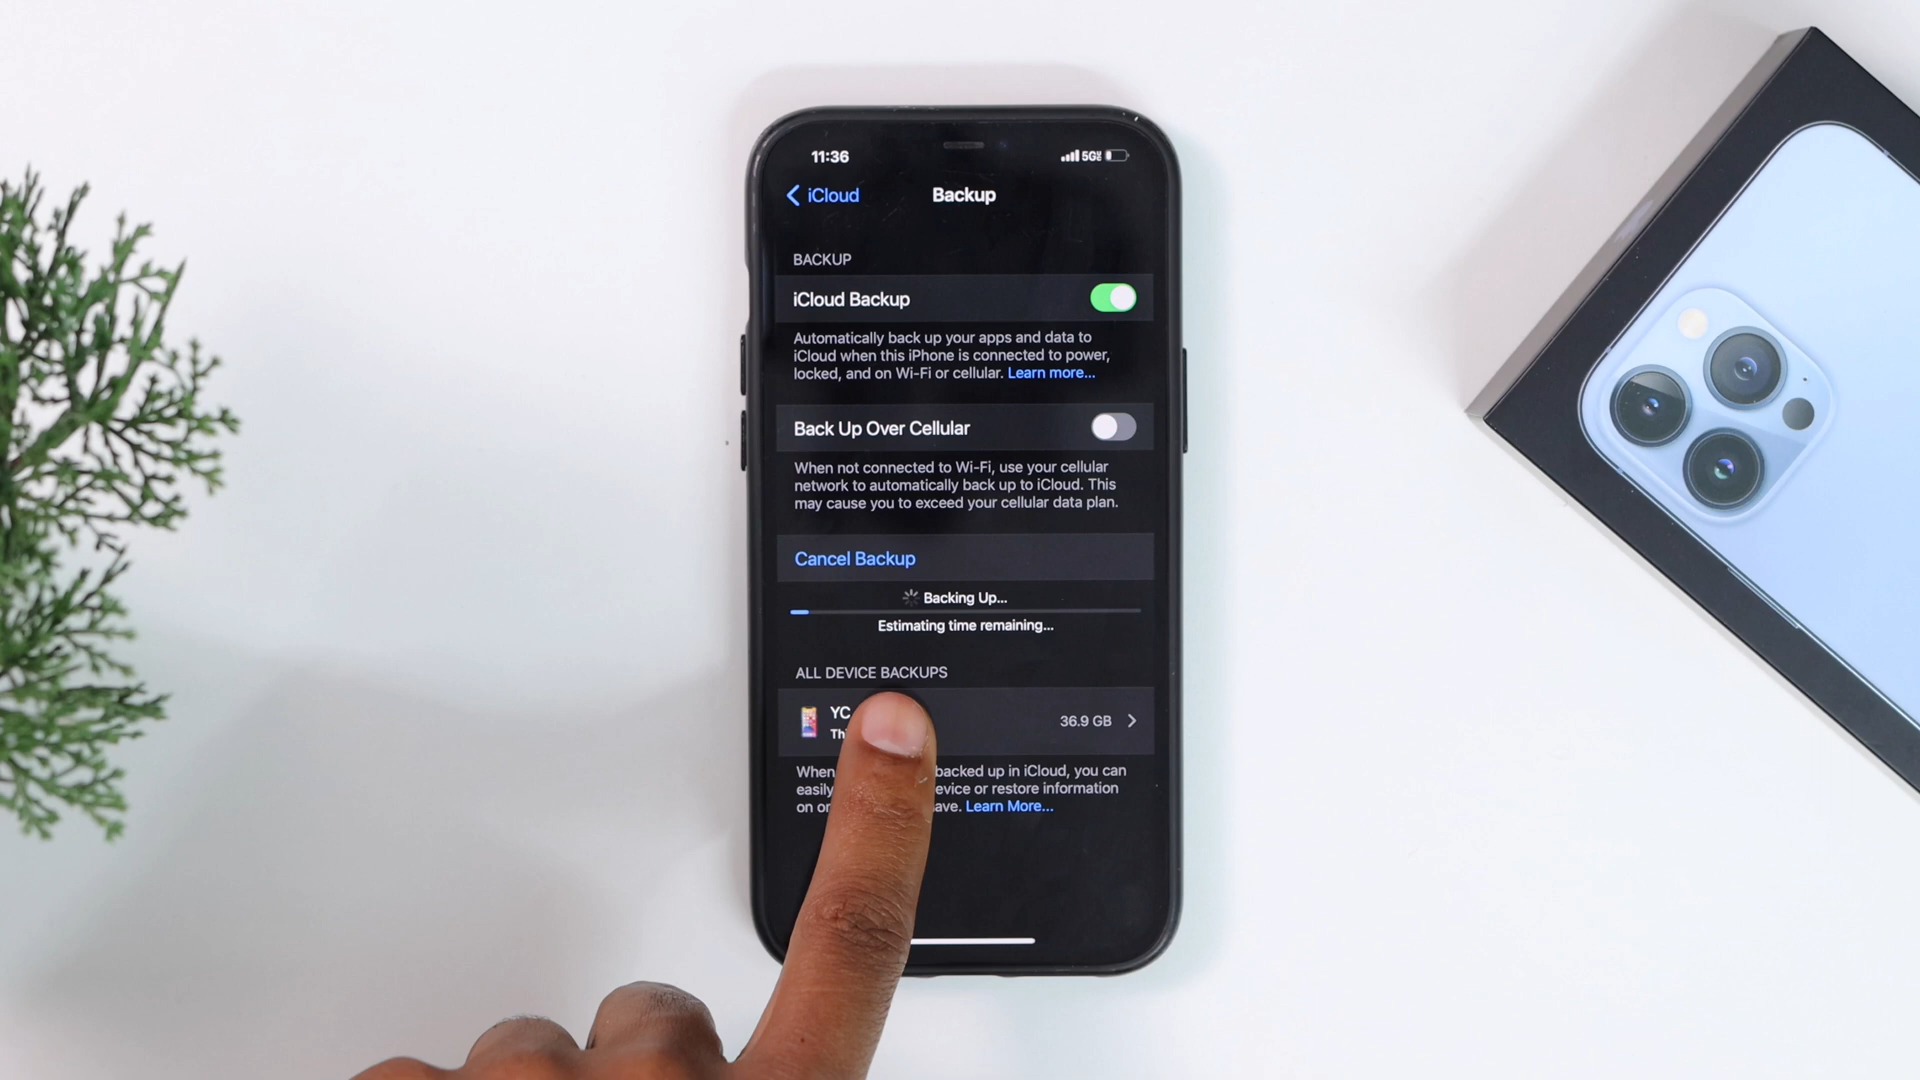 11:36
5G
iCloud
Backup
BACKUP
iCloud Backup
Automatically back up your apps and data to
iCloud when this iPhone is connected to power,
locked, and on Wi-Fi or cellular. Learn more...
Back Up Over Cellular
When not connected to Wi-Fi, use your cellular
network to automatically back up to iCloud. This
may cause you to exceed your cellular data plan.
Cancel Backup
Backing Up...
Estimating time remaining...
ALL DEVICE BACKUPS
YC
36.9 GB
When backed up in iCloud, you can
easily or restore information
on Learn More...